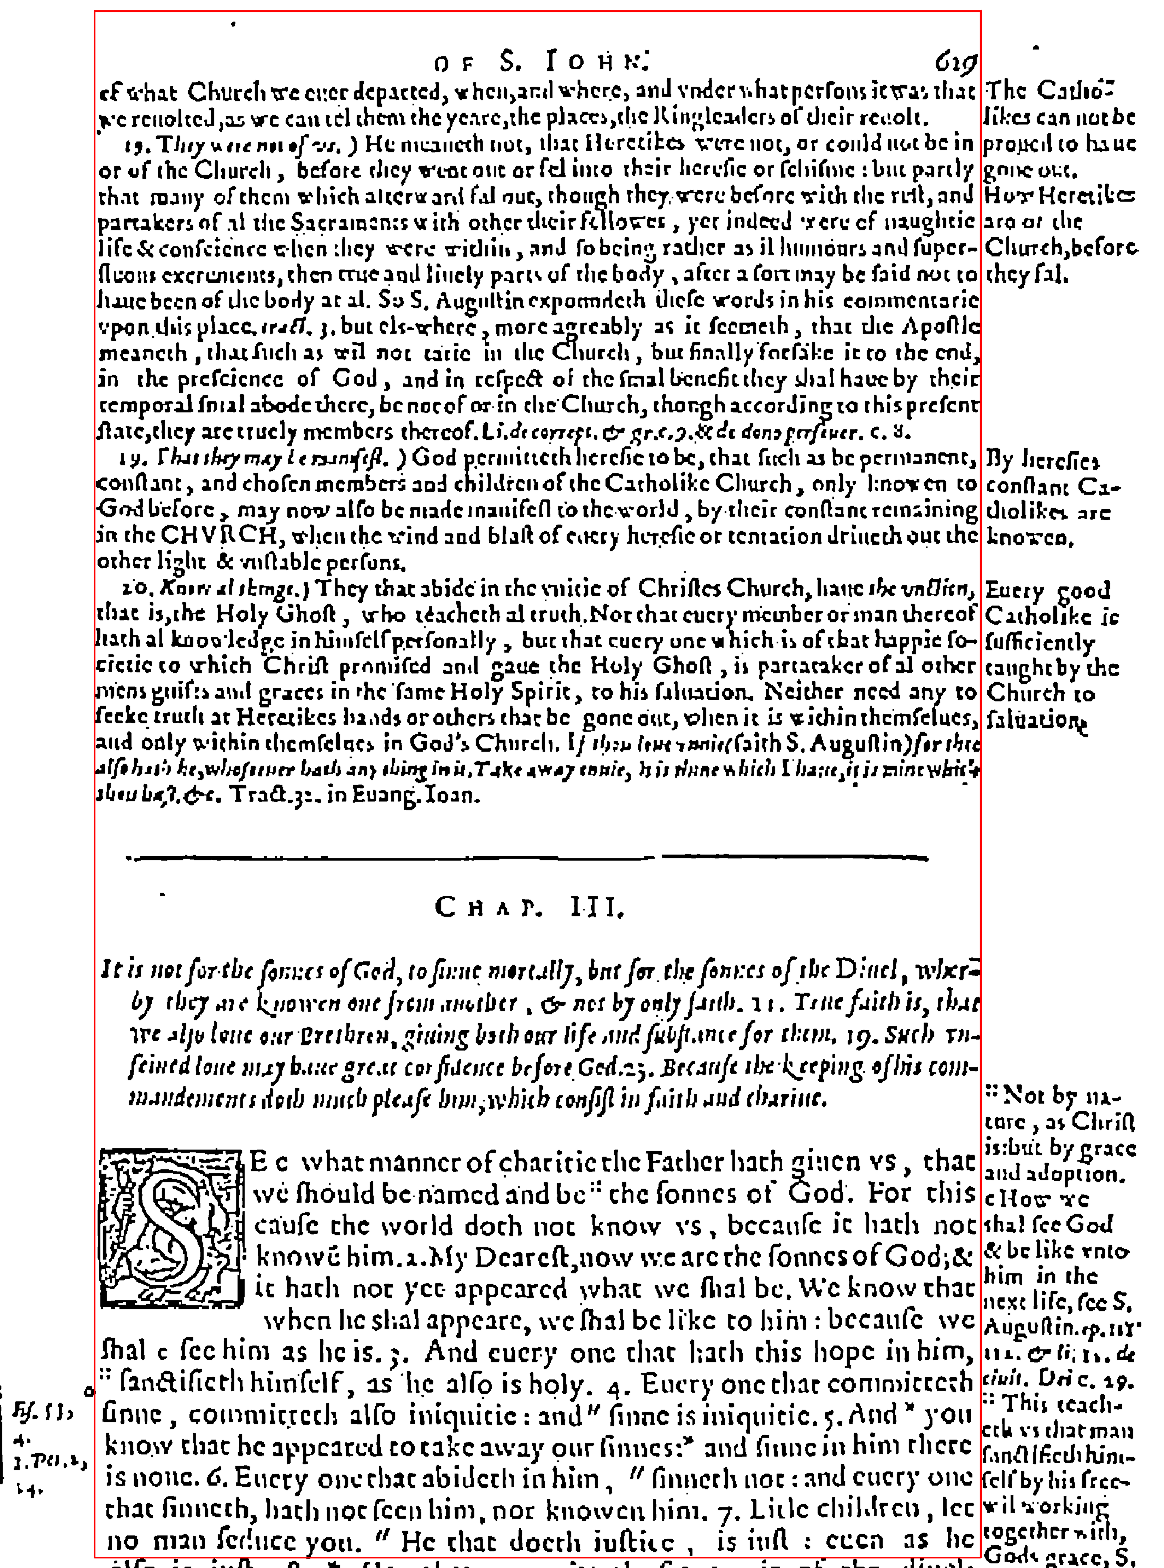 OF S. IOHN. 619
of what Church we euer departed, when, and where, and vnder what persons it was that
we reuolted, as we can tel them the yeare, the places, the Ringleaders of their reuolt.
19. They were not of vs. ) He meaneth not, that Heretikes were not, or could not be in
or of the Church, before they went out or fel into their heresie or schisme : but partly
that many of them which afterward fal out, though they were before with the rest, and
partakers of al the Sacraments with other their fellowes, yet indeed were of naughtie
life & conscience when they were within, and so being rather as il humours and super-
fluous excrements, then true and liuely parts of the body, after a sort may be said not to
haue been of the body at al. So S. Augustin expoundeth these words in his commentarie
vpon this place, tract. 3. but els-where, more agreably as it seemeth, that the Apostle
meaneth, that such as wil not tarie in the Church, but finally forsake it to the end,
in the prescience of God, and in respect of the smal benefit they shal haue by their
temporal smal abode there, be not of or in the Church, though according to this present
state, they are truely members thereof. Li. de corrept. & gr. c. 9. & de dono perseuer. c. 8.
19. That they may be manifest. ) God permitteth heresie to be, that such as be permanent,
constant, and chosen members and children of the Catholike Church, only knowen to
God before, may now also be made manifest to the world, by their constant remaining
in the CHVRCH, when the wind and blast of euery heresie or tentation driueth out the
other light & vnstable persons.
20. Know al things. ) They that abide in the vnitie of Christes Church, haue the vnction,
that is, the Holy Ghost, who teacheth al truth. Not that euery member or man thereof
hath al knowledge in himself personally, but that euery one which is of that happie so-
cietie to which Christ promised and gaue the Holy Ghost, is partataker of al other
mens guifts and graces in the same Holy Spirit, to his saluation. Neither need any to
seeke truth at Heretikes hands or others that be gone out, when it is within themselues,
and only within themselues in God's Church. If thou loue vnitie (saith S. Augustin) for thee
also hath he, whosoeuer hath any thing in it. Take away enuie, it is thine which I haue, it is mine which
thou hast. &c. Tract. 32. in Euang. Ioan.
The Catho-
likes can not be
proued to haue
gone out.
How Heretikes
are or the
Church, before
they fal.
By heresies
constant Ca-
tholikes are
knowen.
Euery good
Catholike is
sufficiently
taught by the
Church to
saluation.
CHAP. III.
It is not for the sonnes of God, to sinne mortally, but for the sonnes of the Diuel, wher-
by they are knowen one from another, & not by only faith. 11. True faith is, that
we also loue our Brethren, giuing both our life and substance for them. 19. Such vn-
feined loue may haue great confidence before God. 23. Because the keeping of his com-
mandements doth much please him, which consist in faith and charitie.
SEE what manner of charitie the Father hath giuen vs, that
we should be named and be :: the sonnes of God. For this
cause the world doth not know vs, because it hath not
knowē him. 2. My Dearest, now we are the sonnes of God; &
it hath not yet appeared what we shal be. We know that
when he shal appeare, we shal be like to him : because we
shal c see him as he is. 3. And euery one that hath this hope in him,
:: sanctifieth himself, as he also is holy. 4. Euery one that committeth
sinne, committeth also iniquitie : and " sinne is iniquitie. 5. And * you
know that he appeared to take away our sinnes: * and sinne in him there
is none. 6. Euery one that abideth in him, " sinneth not : and euery one
that sinneth, hath not seen him, nor knowen him. 7. Litle children, let
no man seduce you. " He that doeth iustice, is iust : euen as he
:: Not by na-
ture, as Christ
is: but by grace
and adoption.
c How we
shal see God
& be like vnto
him in the
next life, see S.
Augustin. ep. 111.
112. & li. 22. de
ciuit. Dei c. 29.
:: This teach-
eth vs that man
sanctifieth him-
self by his free-
wil working
together with,
Gods grace, S.
Es. 53,
4.
1. Pet. 2,
24.